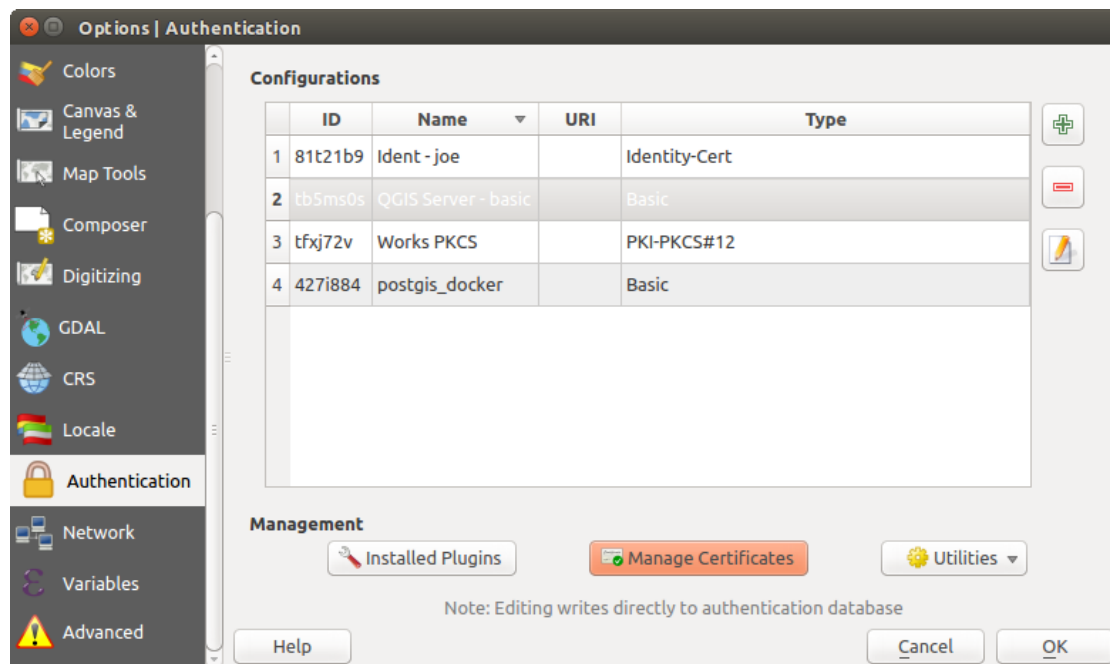 Options | Authentication
Colors
Canvas &
Legend
Map Tools
Composer
Digitizing
GDAL
CRS
Locale
Authentication
Network
Variables
Advanced
Configurations
ID Name URI Type
1 81t21b9 Ident - joe Identity-Cert
2 tb5ms0s QGIS Server - basic Basic
3 tfxj72v Works PKCS PKI-PKCS#12
4 427i884 postgis_docker Basic
Management
Installed Plugins Manage Certificates Utilities
Note: Editing writes directly to authentication database
Help Cancel OK